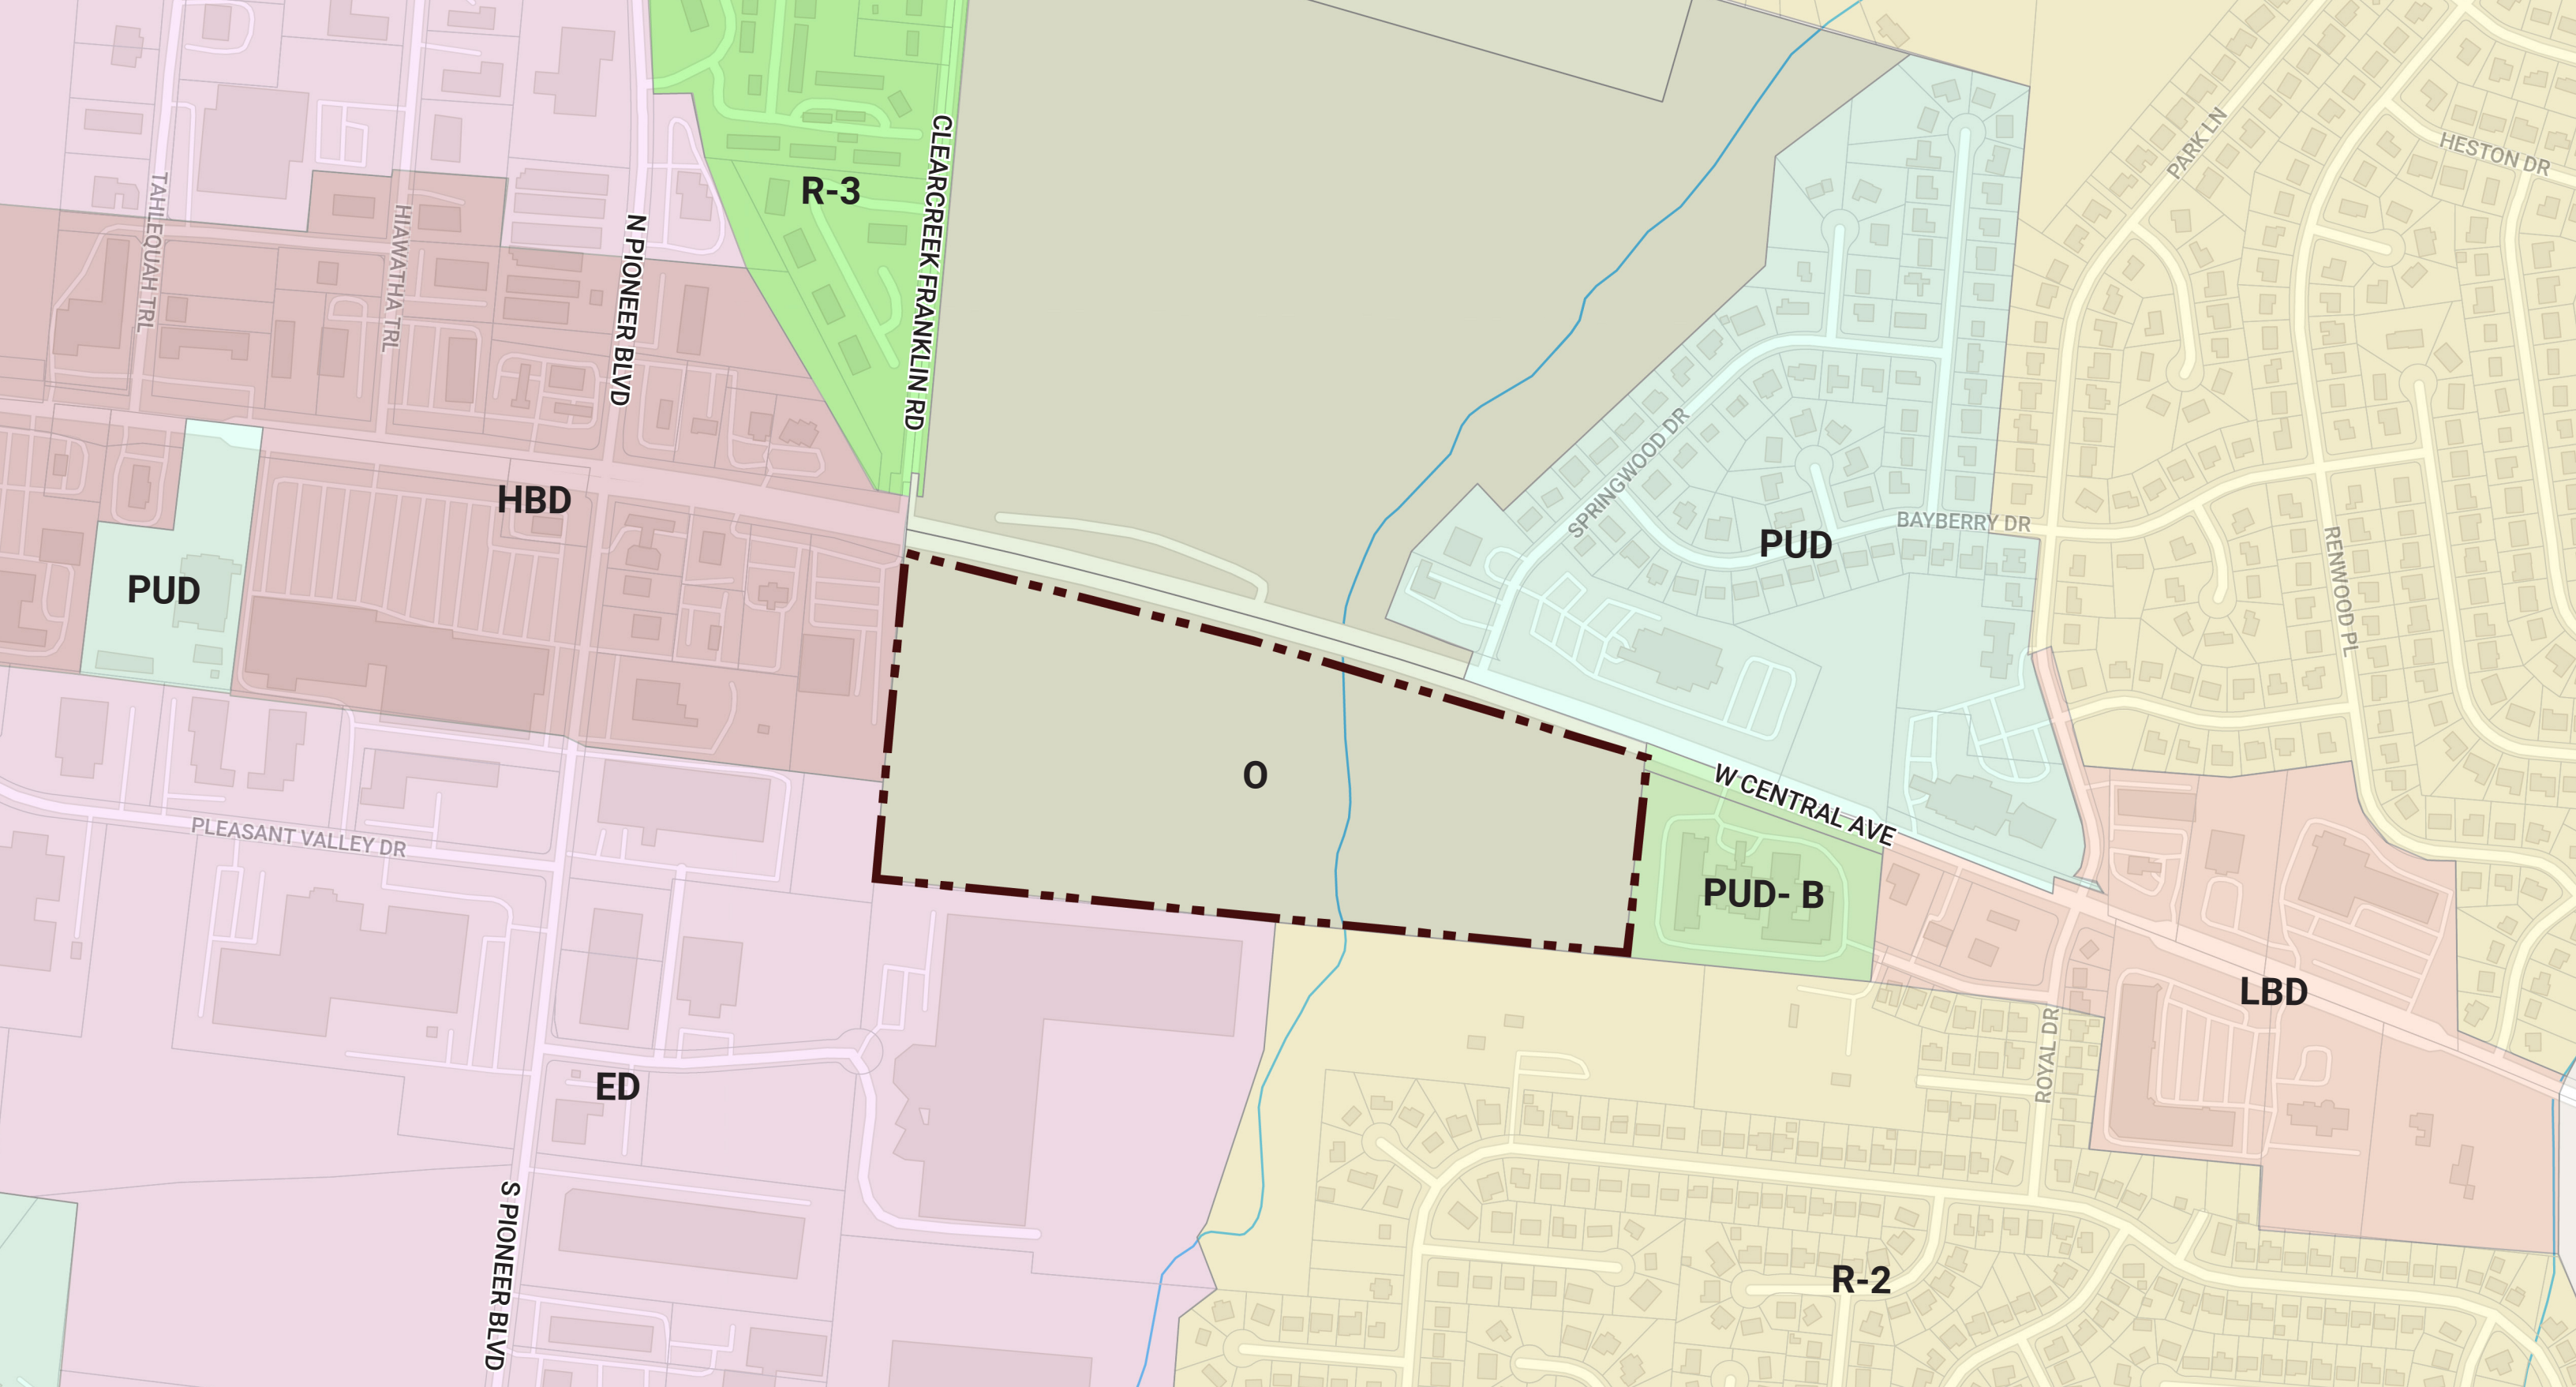 PARK LN
HESTON DR
CLEARCREEK FRANKLIN RD
R-3
TAHLEQUAH TRL
HIAWATHA TRL
N PIONEER BLVD
SPRINGWOOD DR
HBD
BAYBERRY DR
PUD
RENWOOD PL
PUD
O
W CENTRAL AVE
PLEASANT VALLEY DR
PUD- B
LBD
ROYAL DR
ED
S PIONEER BLVD
R-2